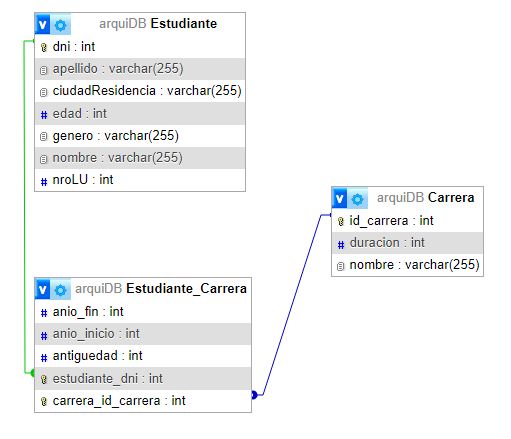 arquiDB Estudiante
dni : int
apellido : varchar(255)
ciudadResidencia : varchar(255)
# edad : int
genero : varchar(255)
nombre : varchar(255)
# nroLU : int
arquiDB Carrera
id_carrera : int
# duracion : int
nombre : varchar(255)
arquiDB Estudiante_Carrera
# anio_fin : int
# anio_inicio : int
# antiguedad : int
estudiante_dni : int
carrera_id_carrera : int